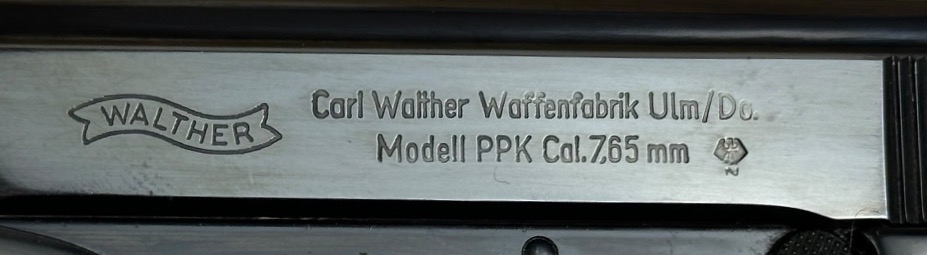 WALTHER
Carl Walther Waffenfabrik Ulm/Do.
Modell PPK Cal.7,65 mm
N